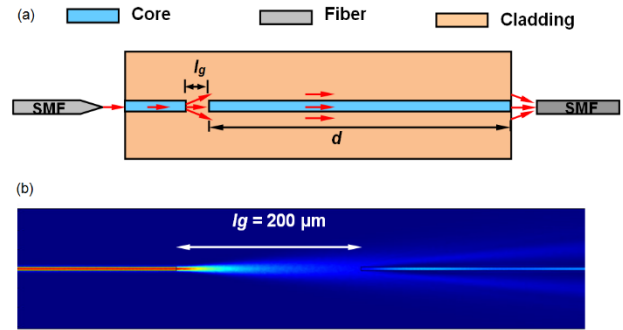 (a) Core Fiber Cladding
lg
SMF SMF
d
(b)
lg = 200 μm